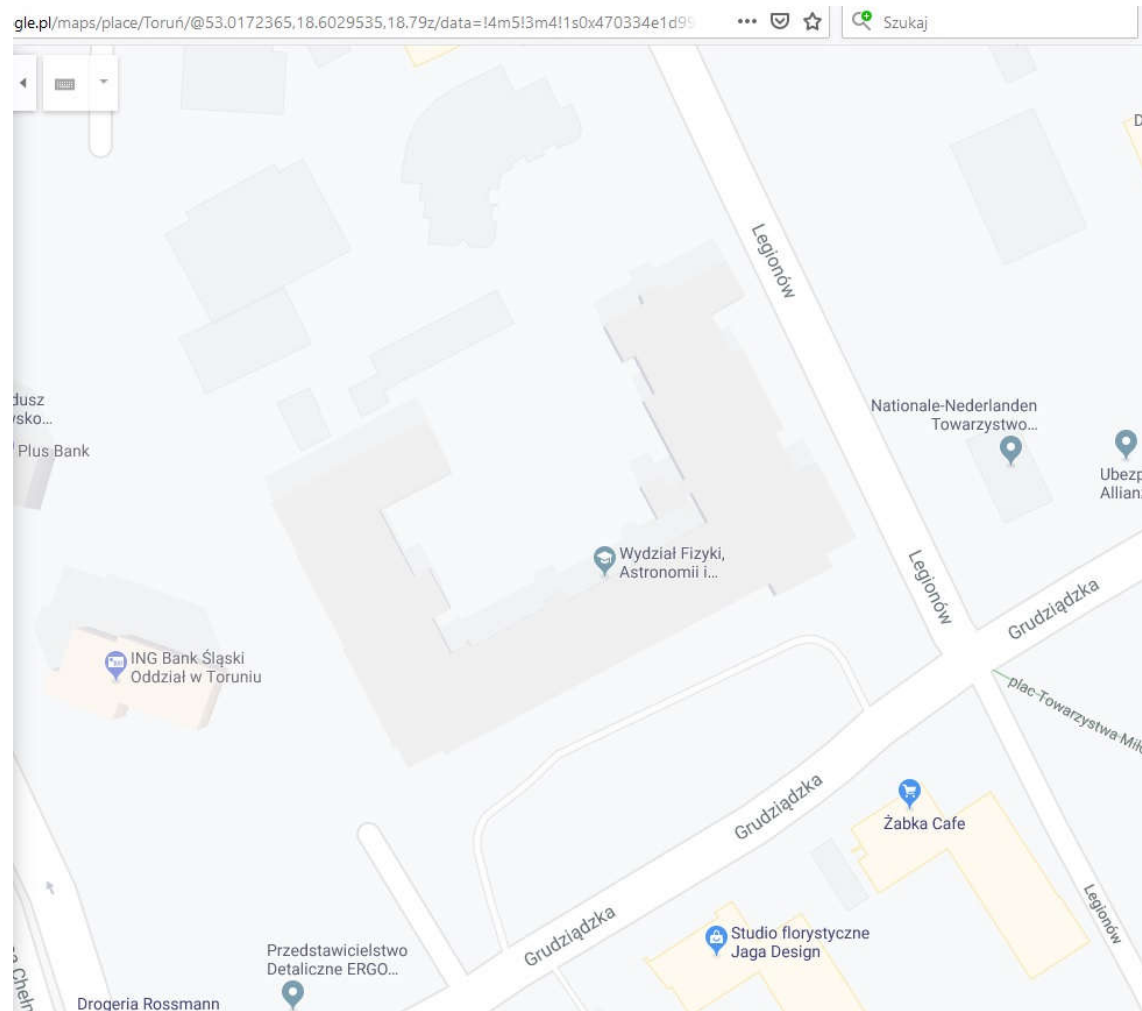 gle.pl/maps/place/Toruń/@53.0172365,18.6029535,18.79z/data=!4m5!3m4!1s0x470334e1d99
Szukaj
Legionów
Nationale-Nederlanden
Towarzystwo...
Plus Bank
Wydział Fizyki,
Astronomii i...
Legionów
Grudziądzka
ING Bank Śląski
Oddział w Toruniu
plac Towarzystwa
Grudziądzka
Żabka Cafe
Legionów
Studio florystyczne
Jaga Design
Grudziądzka
Przedstawicielstwo
Detaliczne ERGO...
Drogeria Rossmann